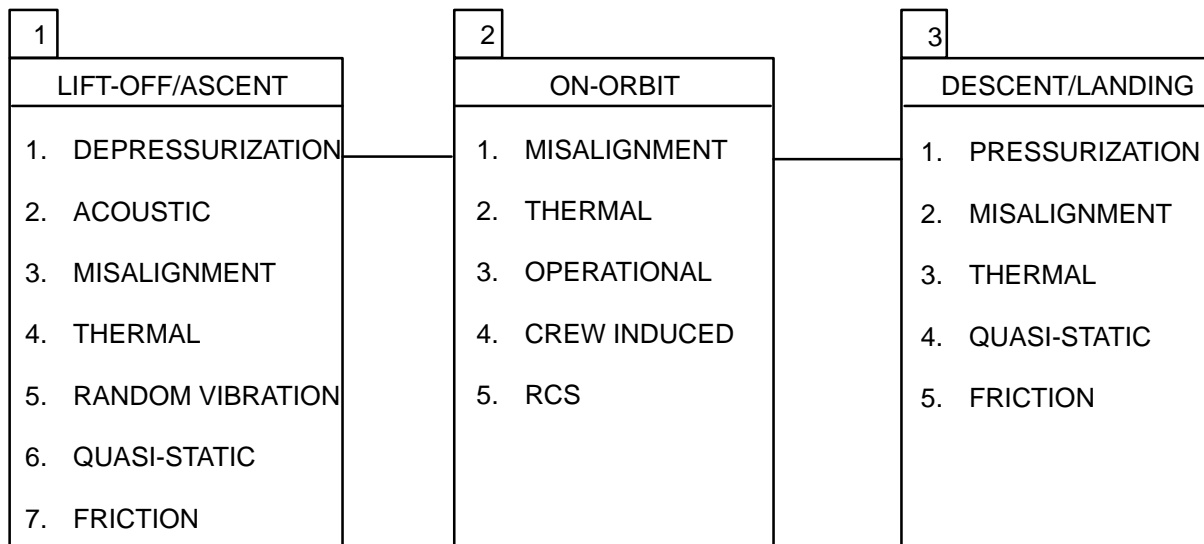 1
LIFT-OFF/ASCENT
1. DEPRESSURIZATION
2. ACOUSTIC
3. MISALIGNMENT
4. THERMAL
5. RANDOM VIBRATION
6. QUASI-STATIC
7. FRICTION
2
ON-ORBIT
1. MISALIGNMENT
2. THERMAL
3. OPERATIONAL
4. CREW INDUCED
5. RCS
3
DESCENT/LANDING
1. PRESSURIZATION
2. MISALIGNMENT
3. THERMAL
4. QUASI-STATIC
5. FRICTION